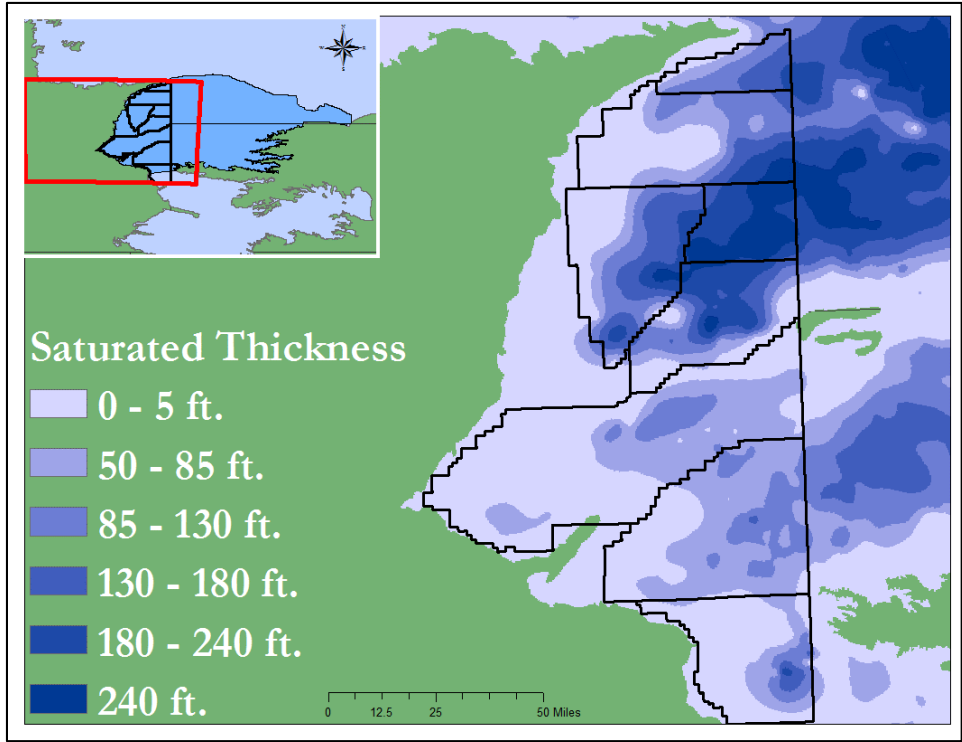 Saturated Thickness
0 - 5 ft.
50 - 85 ft.
85 - 130 ft.
130 - 180 ft.
180 - 240 ft.
240 ft.
0 12.5 25 50 Miles